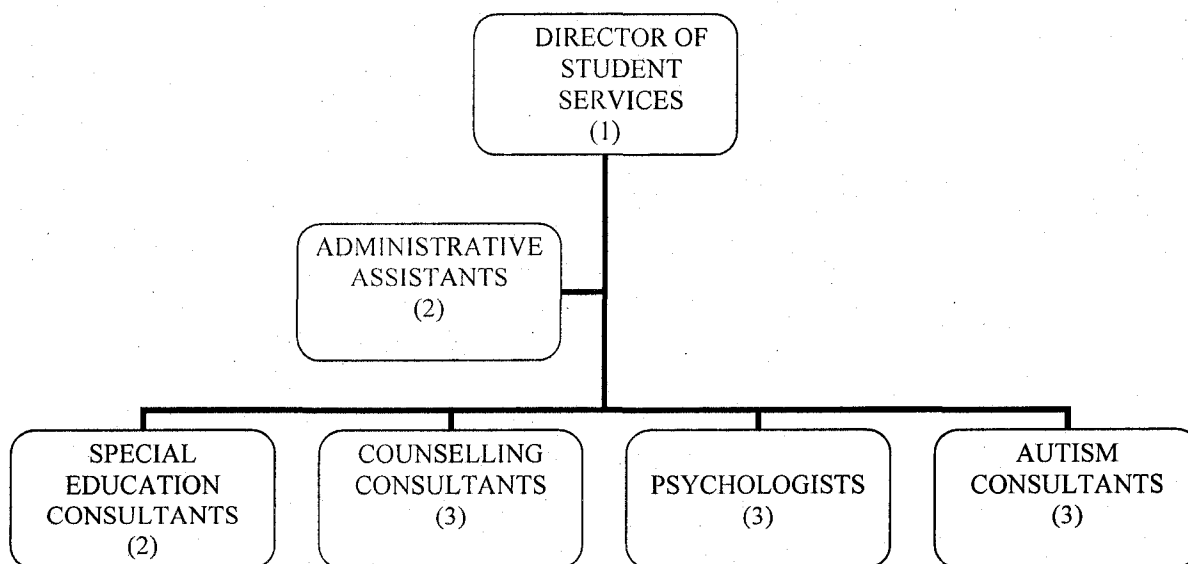 DIRECTOR OF
STUDENT
SERVICES
(1)
ADMINISTRATIVE
ASSISTANTS
(2)
SPECIAL
EDUCATION
CONSULTANTS
(2)
COUNSELLING
CONSULTANTS
(3)
PSYCHOLOGISTS
(3)
AUTISM
CONSULTANTS
(3)